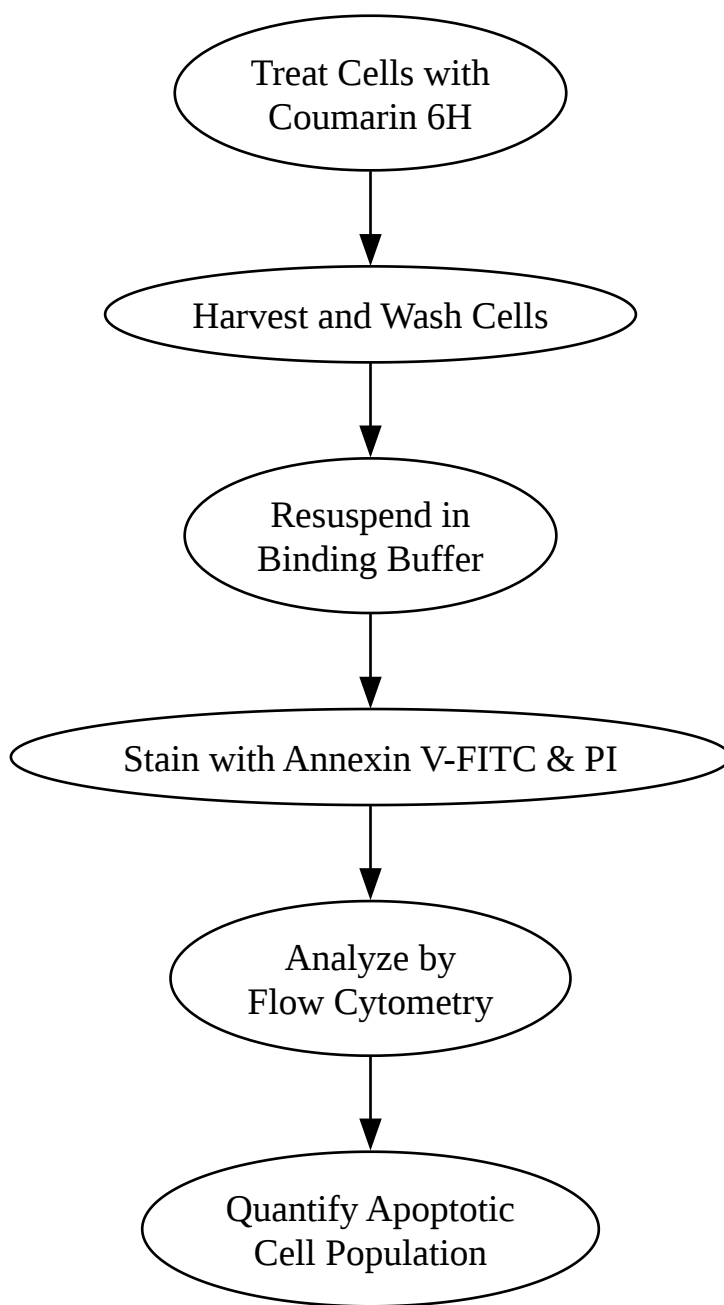 Treat Cells with
Coumarin 6H
Harvest and Wash Cells
Resuspend in
Binding Buffer
Stain with Annexin V-FITC & PI
Analyze by
Flow Cytometry
Quantify Apoptotic
Cell Population